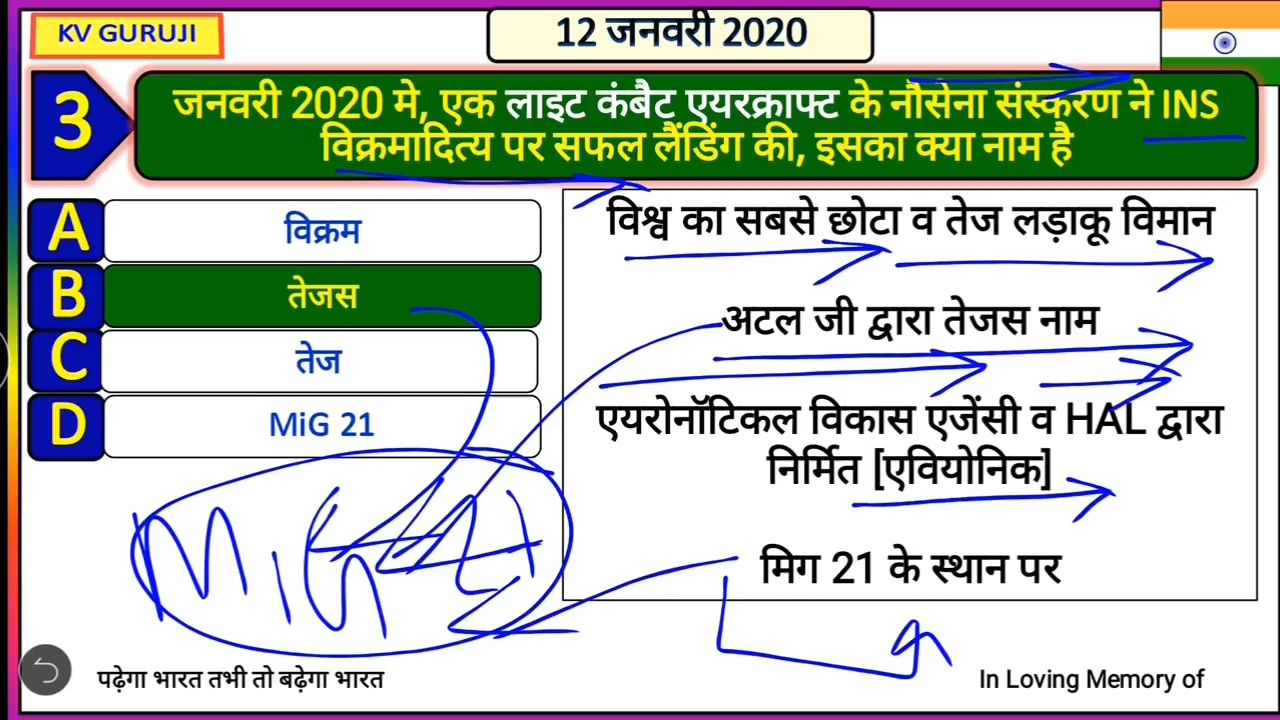 KV GURUJI
12 जनवरी 2020
3
जनवरी 2020 मे, एक लाइट कंबैट एयरक्राफ्ट के नौसेना संस्करण ने INS
विक्रमादित्य पर सफल लैंडिंग की, इसका क्या नाम है
A विक्रम
B तेजस
C तेज
D MiG 21
विश्व का सबसे छोटा व तेज लड़ाकू विमान
अटल जी द्वारा तेजस नाम
एयरोनॉटिकल विकास एजेंसी व HAL द्वारा
निर्मित [एवियोनिक]
मिग 21 के स्थान पर
MiG 21
पढ़ेगा भारत तभी तो बढ़ेगा भारत
In Loving Memory of